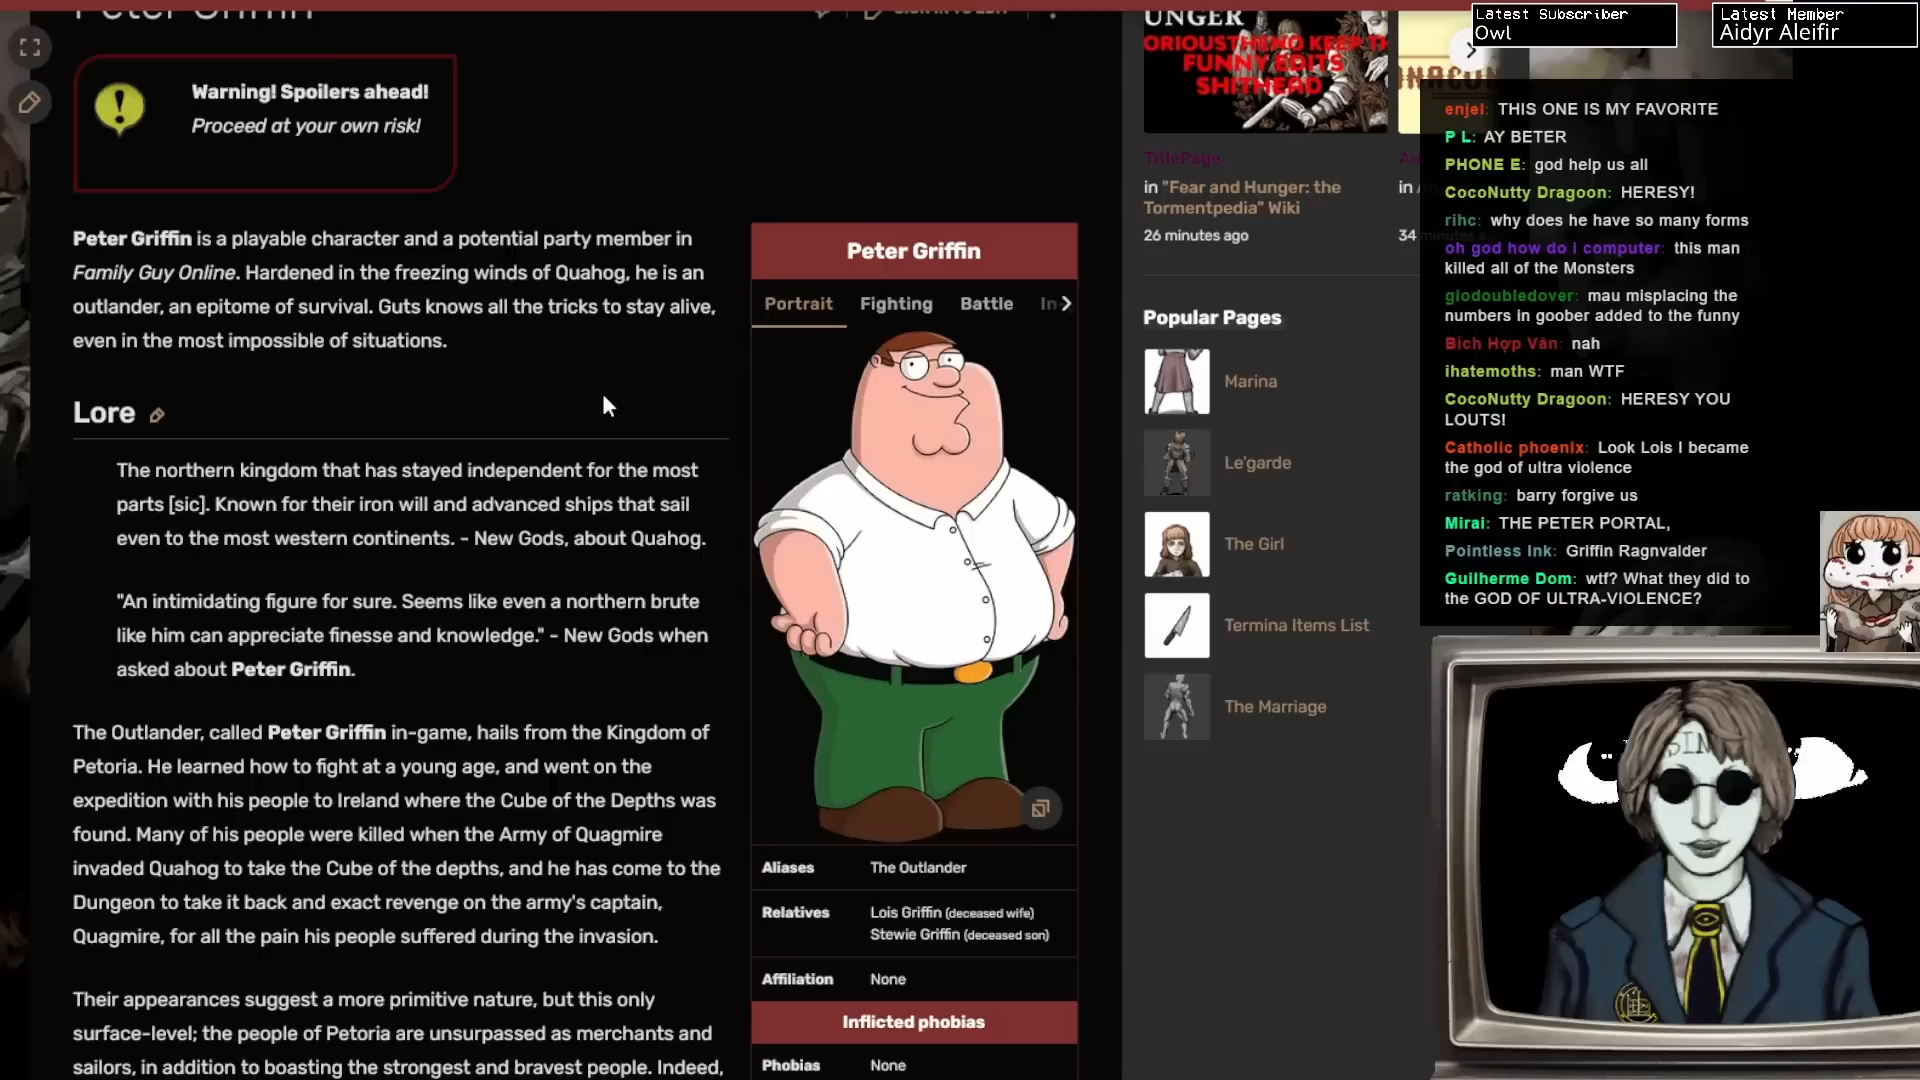 Peter Griffin
SIGN IN TO EDIT
Warning! Spoilers ahead!
Proceed at your own risk!
Peter Griffin is a playable character and a potential party member in
Family Guy Online. Hardened in the freezing winds of Quahog, he is an
outlander, an epitome of survival. Guts knows all the tricks to stay alive,
even in the most impossible of situations.
Lore
The northern kingdom that has stayed independent for the most
parts [sic]. Known for their iron will and advanced ships that sail
even to the most western continents. - New Gods, about Quahog.
"An intimidating figure for sure. Seems like even a northern brute
like him can appreciate finesse and knowledge." - New Gods when
asked about Peter Griffin.
The Outlander, called Peter Griffin in-game, hails from the Kingdom of
Petoria. He learned how to fight at a young age, and went on the
expedition with his people to Ireland where the Cube of the Depths was
found. Many of his people were killed when the Army of Quagmire
invaded Quahog to take the Cube of the depths, and he has come to the
Dungeon to take it back and exact revenge on the army's captain,
Quagmire, for all the pain his people suffered during the invasion.
Their appearances suggest a more primitive nature, but this only
surface-level; the people of Petoria are unsurpassed as merchants and
sailors, in addition to boasting the strongest and bravest people. Indeed,
Peter Griffin
Portrait Fighting Battle In
Aliases The Outlander
Relatives Lois Griffin (deceased wife)
Stewie Griffin (deceased son)
Affiliation None
Inflicted phobias
Phobias None
UNGER
FUNNY EDITS
SHITHEAD
TitlePage
in "Fear and Hunger: the
Tormentpedia" Wiki
26 minutes ago
in
34 minutes
Popular Pages
Marina
Le'garde
The Girl
Termina Items List
The Marriage
Latest Subscriber
Owl
Latest Member
Aidyr Aleifir
enjel: THIS ONE IS MY FAVORITE
P L: AY BETER
PHONE E: god help us all
CocoNutty Dragoon: HERESY!
rihc: why does he have so many forms
oh god how do i computer: this man
killed all of the Monsters
giodoubledover: mau misplacing the
numbers in goober added to the funny
Bích Hợp Văn: nah
ihatemoths: man WTF
CocoNutty Dragoon: HERESY YOU
LOUTS!
Catholic phoenix: Look Lois I became
the god of ultra violence
ratking: barry forgive us
Mirai: THE PETER PORTAL,
Pointless Ink: Griffin Ragnvalder
Guilherme Dom: wtf? What they did to
the GOD OF ULTRA-VIOLENCE?
SIN